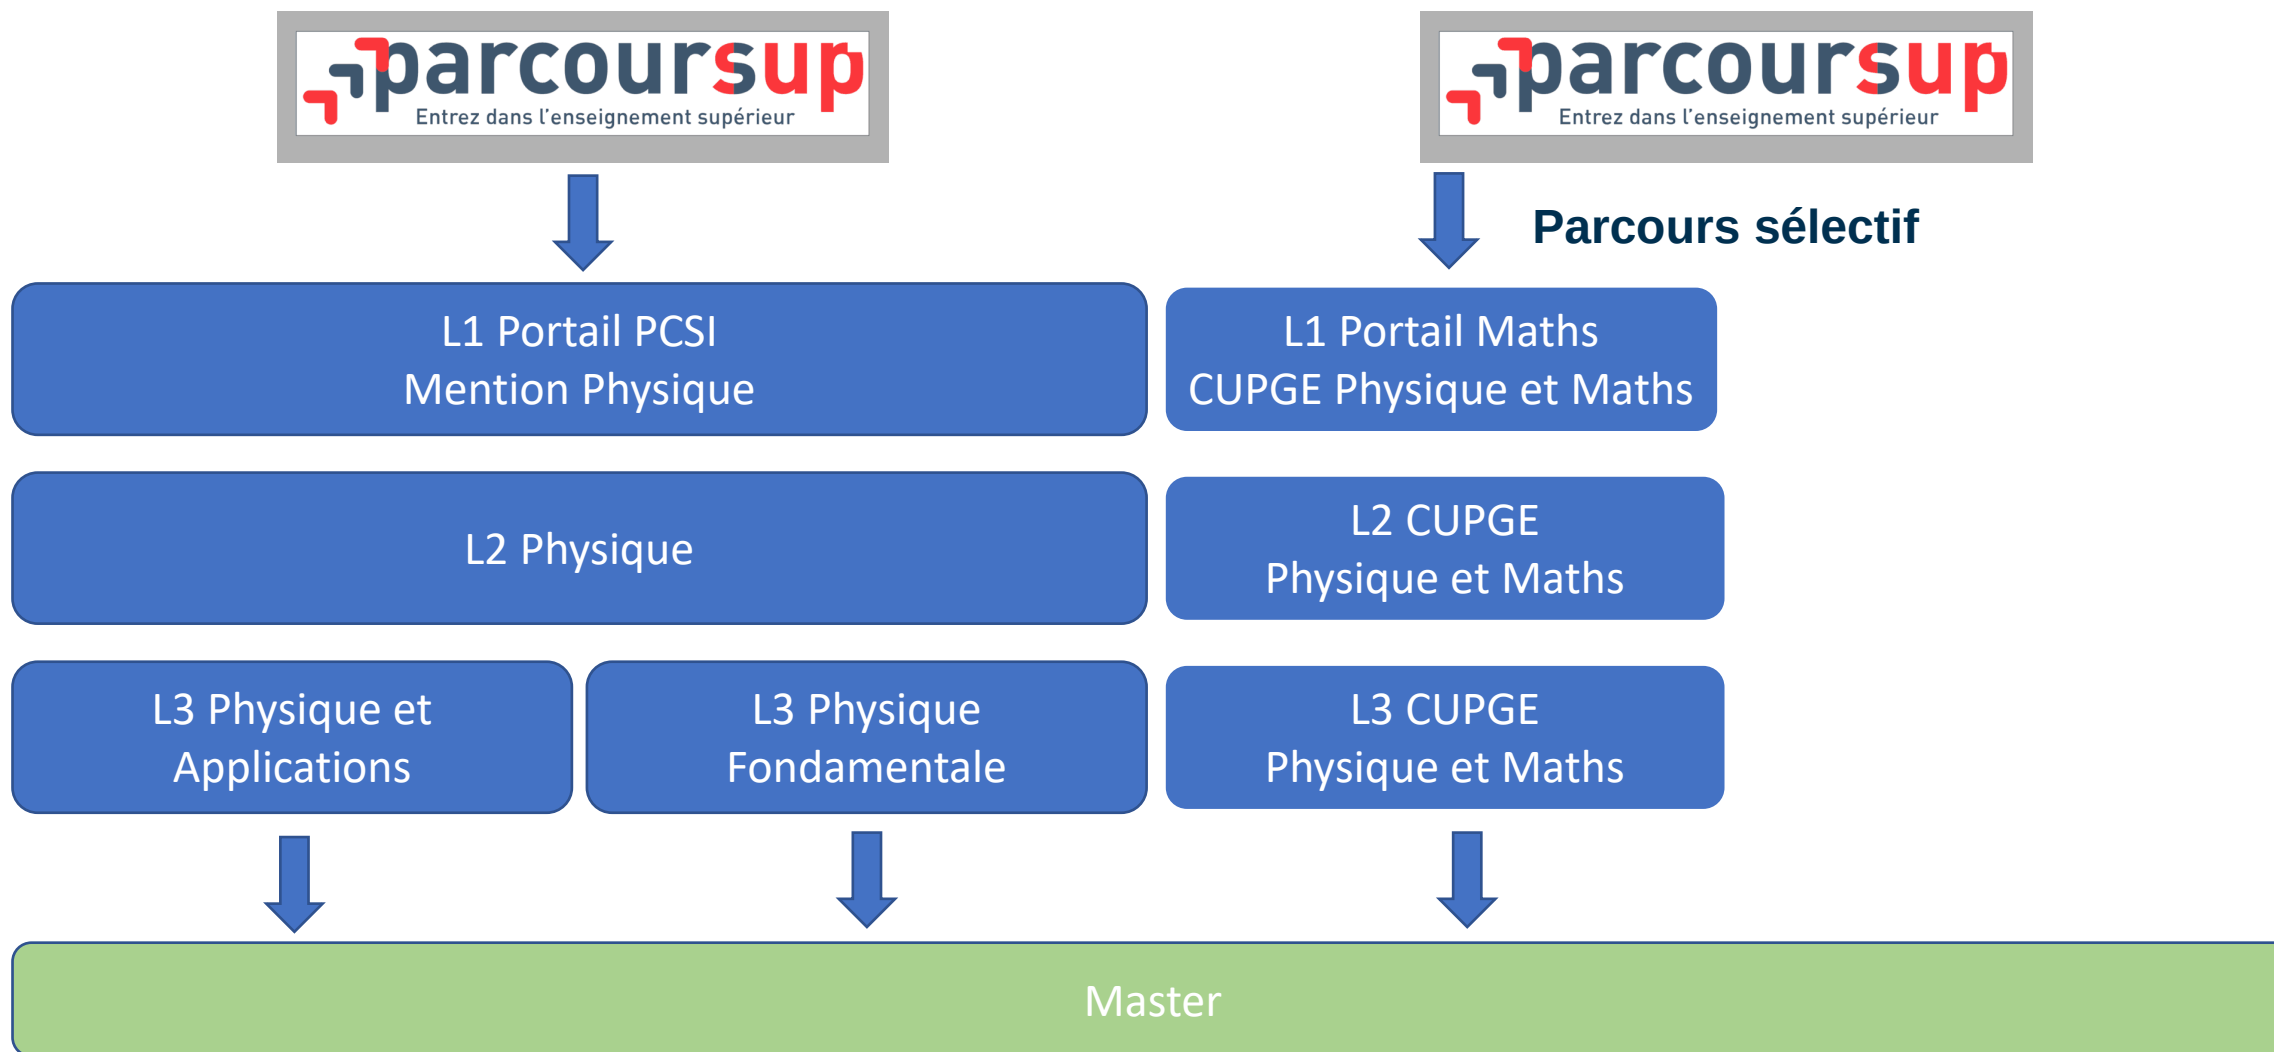 parcoursup
Entrez dans l'enseignement supérieur
parcoursup
Entrez dans l'enseignement supérieur
Parcours sélectif
L1 Portail PCSI
Mention Physique
L1 Portail Maths
CUPGE Physique et Maths
L2 Physique
L2 CUPGE
Physique et Maths
L3 Physique et
Applications
L3 Physique
Fondamentale
L3 CUPGE
Physique et Maths
Master